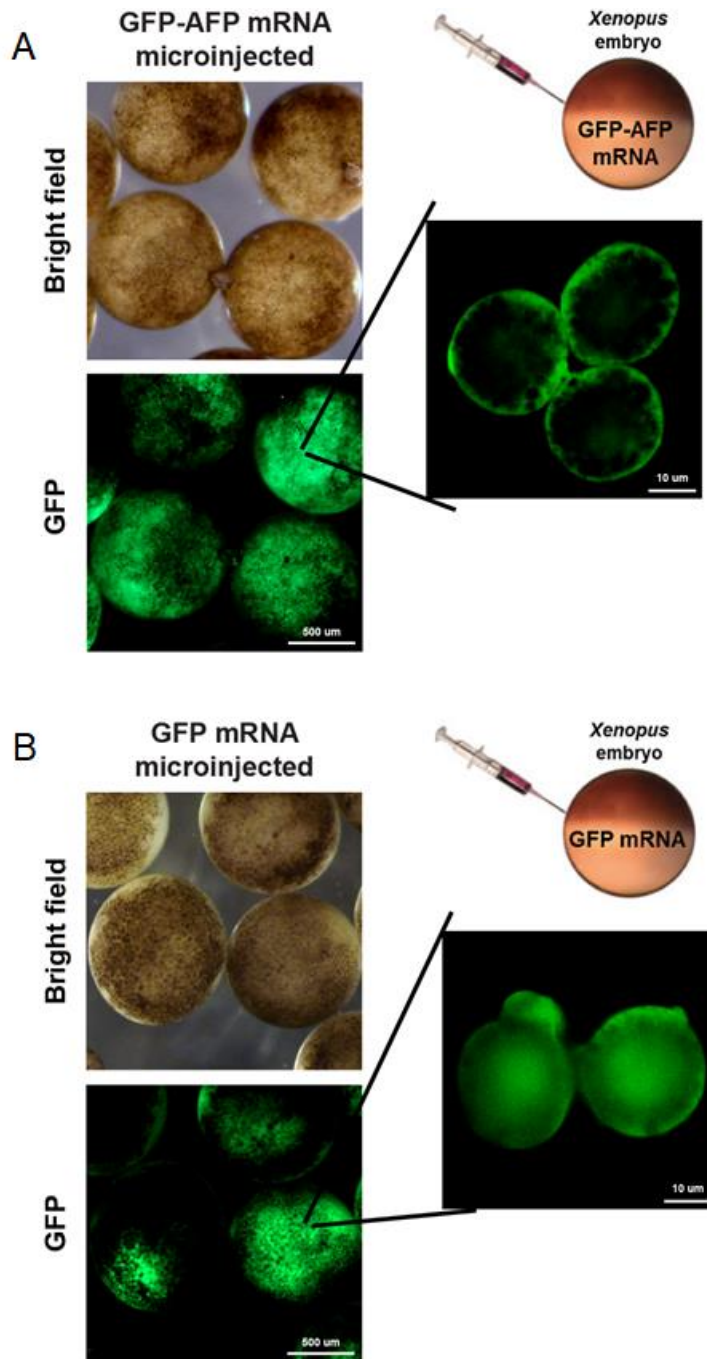 A
GFP-AFP mRNA
microinjected
Xenopus
embryo
GFP-AFP
mRNA
Bright field
10 um
GFP
500 um
B
GFP mRNA
microinjected
Xenopus
embryo
GFP mRNA
Bright field
10 um
GFP
500 um